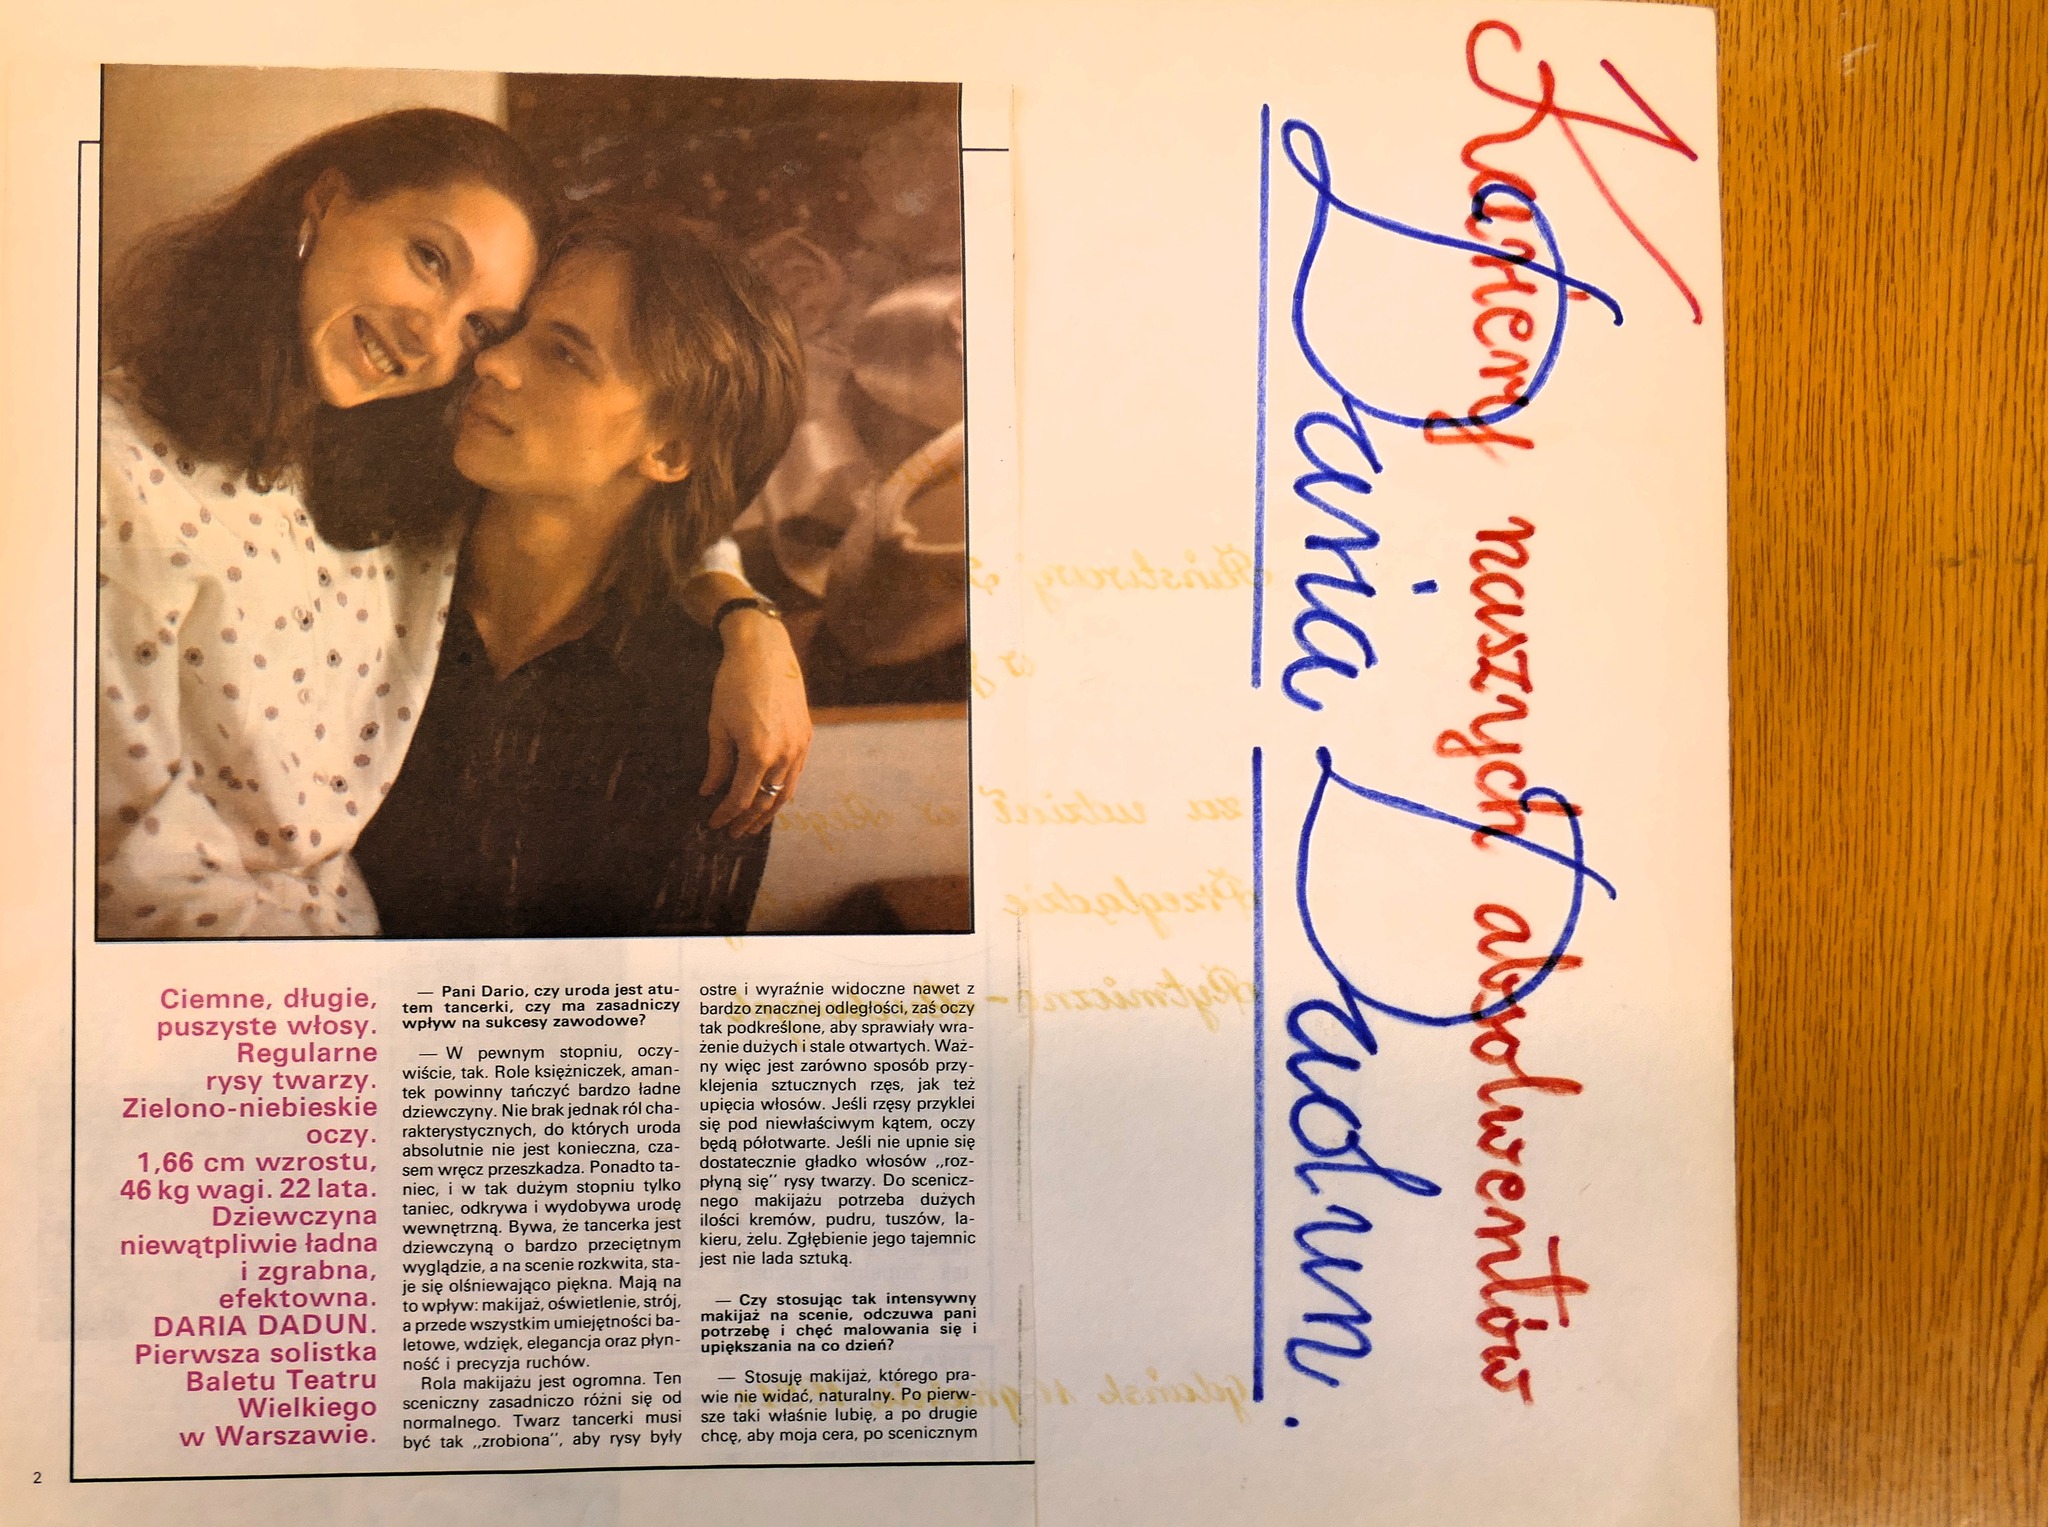 Kariery naszych absolwentów
Daria Dadun.
Ciemne, długie,
puszyste włosy.
Regularne
rysy twarzy.
Zielono-niebieskie
oczy.
1,66 cm wzrostu,
46 kg wagi. 22 lata.
Dziewczyna
niewątpliwie ładna
i zgrabna,
efektowna.
DARIA DADUN.
Pierwsza solistka
Baletu Teatru
Wielkiego
w Warszawie.
— Pani Dario, czy uroda jest atu-
tem tancerki, czy ma zasadniczy
wpływ na sukcesy zawodowe?
— W pewnym stopniu, oczy-
wiście, tak. Role księżniczek, aman-
tek powinny tańczyć bardzo ładne
dziewczyny. Nie brak jednak ról cha-
rakterystycznych, do których uroda
absolutnie nie jest konieczna, cza-
sem wręcz przeszkadza. Ponadto ta-
niec, i w tak dużym stopniu tylko
taniec, odkrywa i wydobywa urodę
wewnętrzną. Bywa, że tancerka jest
dziewczyną o bardzo przeciętnym
wyglądzie, a na scenie rozkwita, sta-
je się olśniewająco piękna. Mają na
to wpływ: makijaż, oświetlenie, strój,
a przede wszystkim umiejętności ba-
letowe, wdzięk, elegancja oraz płyn-
ność i precyzja ruchów.
Rola makijażu jest ogromna. Ten
sceniczny zasadniczo różni się od
normalnego. Twarz tancerki musi
być tak „zrobiona”, aby rysy były
ostre i wyraźnie widoczne nawet z
bardzo znacznej odległości, zaś oczy
tak podkreślone, aby sprawiały wra-
żenie dużych i stale otwartych. Waż-
ny więc jest zarówno sposób przy-
klejenia sztucznych rzęs, jak też
upięcia włosów. Jeśli rzęsy przyklei
się pod niewłaściwym kątem, oczy
będą półotwarte. Jeśli nie upnie się
dostatecznie gładko włosów „roz-
płyną się” rysy twarzy. Do scenicz-
nego makijażu potrzeba dużych
ilości kremów, pudru, tuszów, la-
kieru, żelu. Zgłębienie jego tajemnic
jest nie lada sztuką.
— Czy stosując tak intensywny
makijaż na scenie, odczuwa pani
potrzebę i chęć malowania się i
upiększania na co dzień?
— Stosuję makijaż, którego pra-
wie nie widać, naturalny. Po pierw-
sze taki właśnie lubię, a po drugie
chcę, aby moja cera, po scenicznym
2